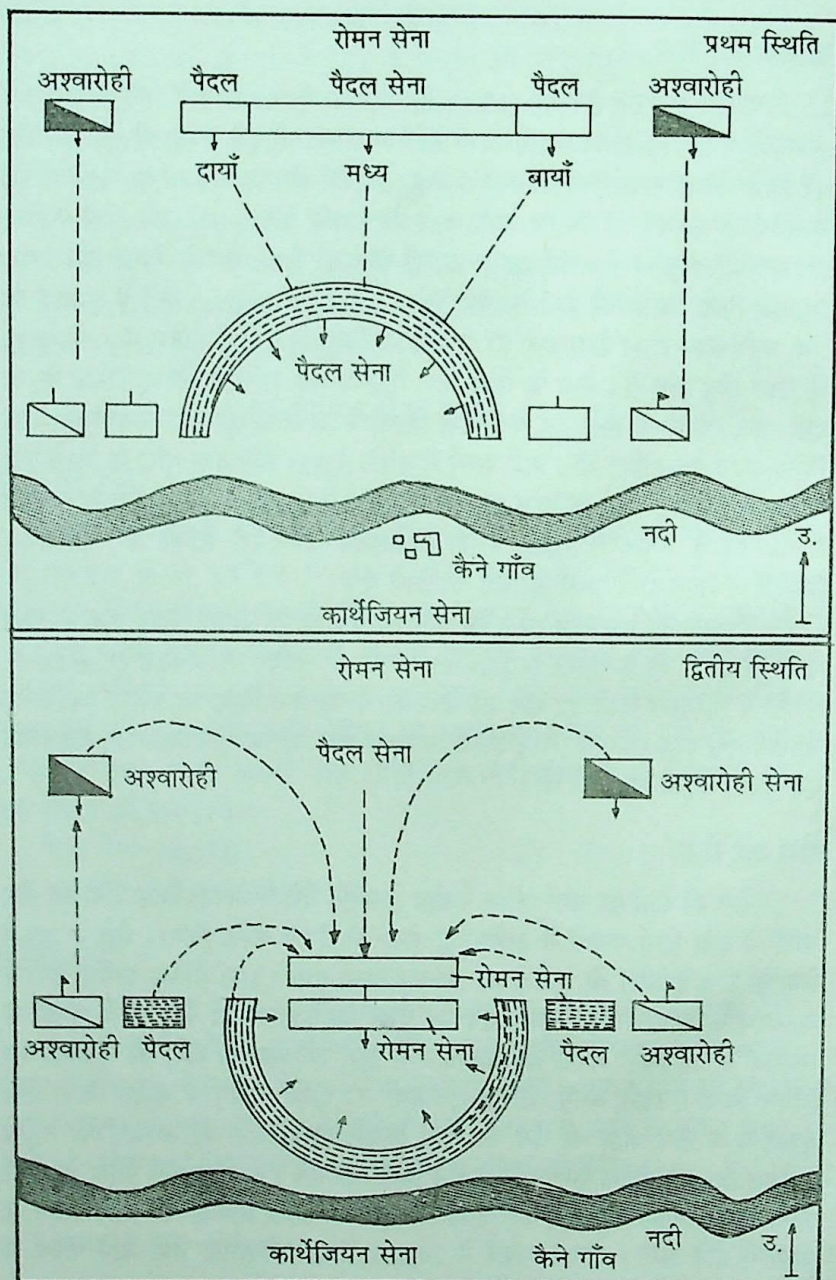 रोमन सेना
प्रथम स्थिति
अश्वारोही पैदल पैदल सेना पैदल अश्वारोही
दायाँ मध्य बायाँ
पैदल सेना
नदी उ.
कैने गाँव
कार्थेजियन सेना
रोमन सेना द्वितीय स्थिति
पैदल सेना
अश्वारोही अश्वारोही सेना
रोमन सेना
अश्वारोही पैदल रोमन सेना पैदल अश्वारोही
नदी उ.
कार्थेजियन सेना कैने गाँव